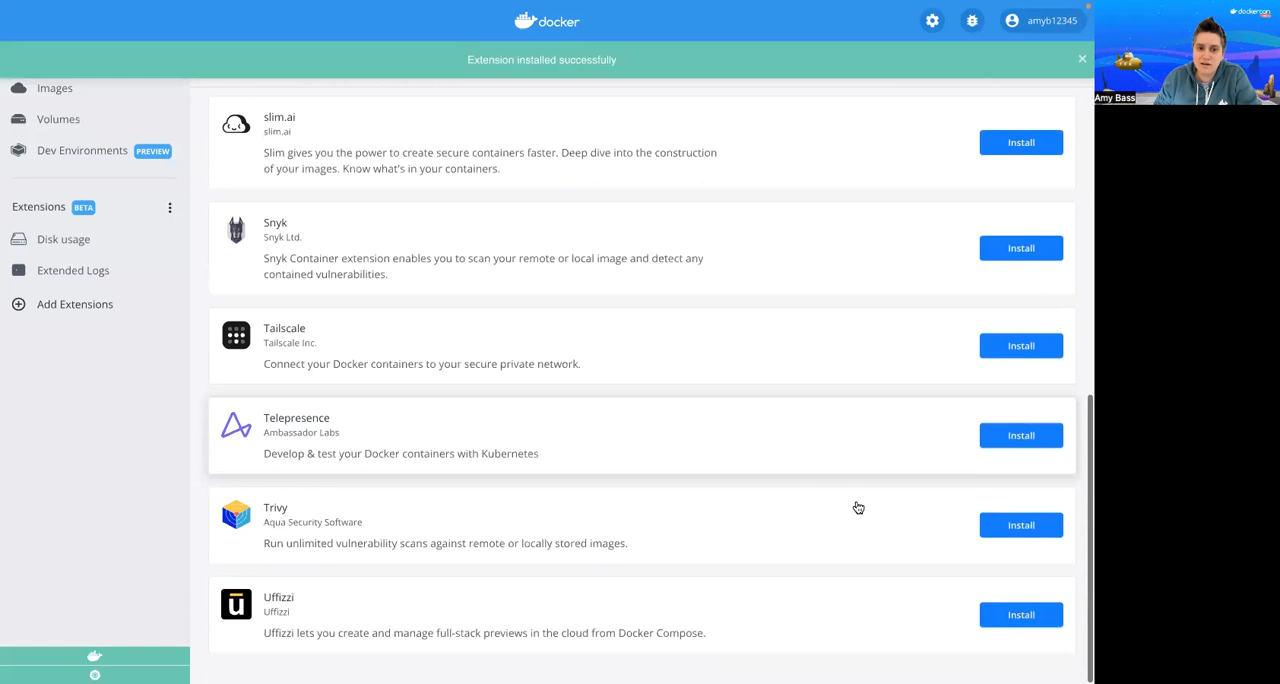 docker
amyb12345
dockercon
Extension installed successfully
Amy Bass
Images
Volumes
Dev Environments PREVIEW
Extensions BETA
Disk usage
Extended Logs
Add Extensions
slim.ai
slim.ai
Slim gives you the power to create secure containers faster. Deep dive into the construction
of your images. Know what's in your containers.
Install
Snyk
Snyk Ltd.
Snyk Container extension enables you to scan your remote or local image and detect any
contained vulnerabilities.
Install
Tailscale
Tailscale Inc.
Connect your Docker containers to your secure private network.
Install
Telepresence
Ambassador Labs
Develop & test your Docker containers with Kubernetes
Install
Trivy
Aqua Security Software
Run unlimited vulnerability scans against remote or locally stored images.
Install
Uffizzi
Uffizzi
Uffizzi lets you create and manage full-stack previews in the cloud from Docker Compose.
Install
ū